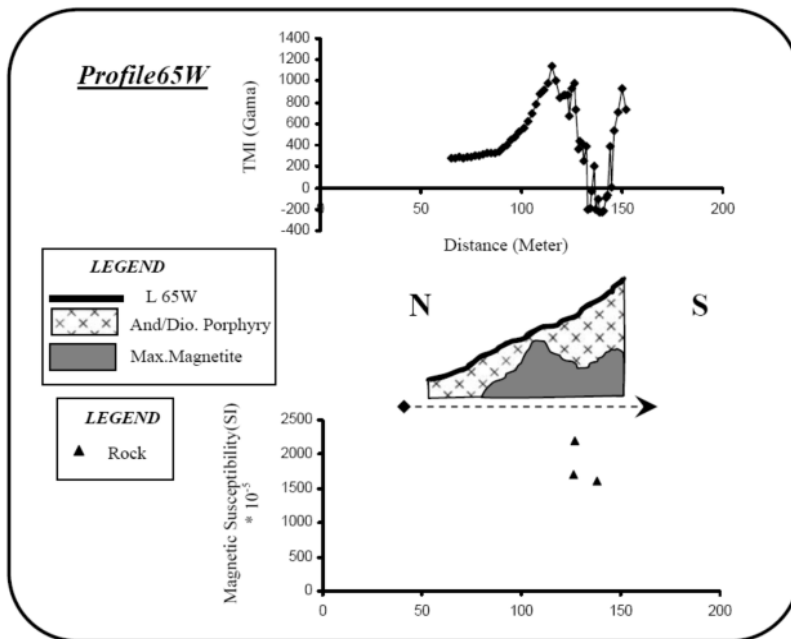 Profile65W
1400
1200
1000
800
600
400
200
0
-200
-400
TMI (Gama)
0
50
100
150
200
Distance (Meter)
LEGEND
L 65W
And/Dio. Porphyry
Max.Magnetite
N
S
LEGEND
Rock
Magnetic Susceptibility(SI)
* 10-5
2500
2000
1500
1000
500
0
0
50
100
150
200